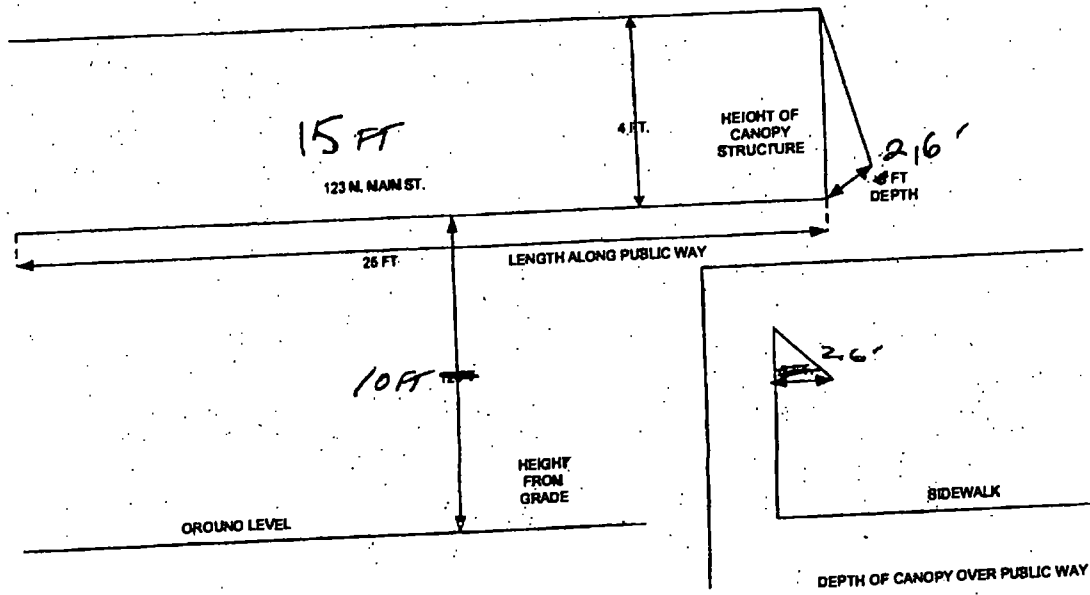 15 FT
4 FT.
HEIGHT OF
CANOPY
STRUCTURE
123 N. MAIN ST.
2,6'
FT
DEPTH
25 FT.
LENGTH ALONG PUBLIC WAY
10 FT
2.6'
HEIGHT
FROM
GRADE
SIDEWALK
GROUND LEVEL
DEPTH OF CANOPY OVER PUBLIC WAY